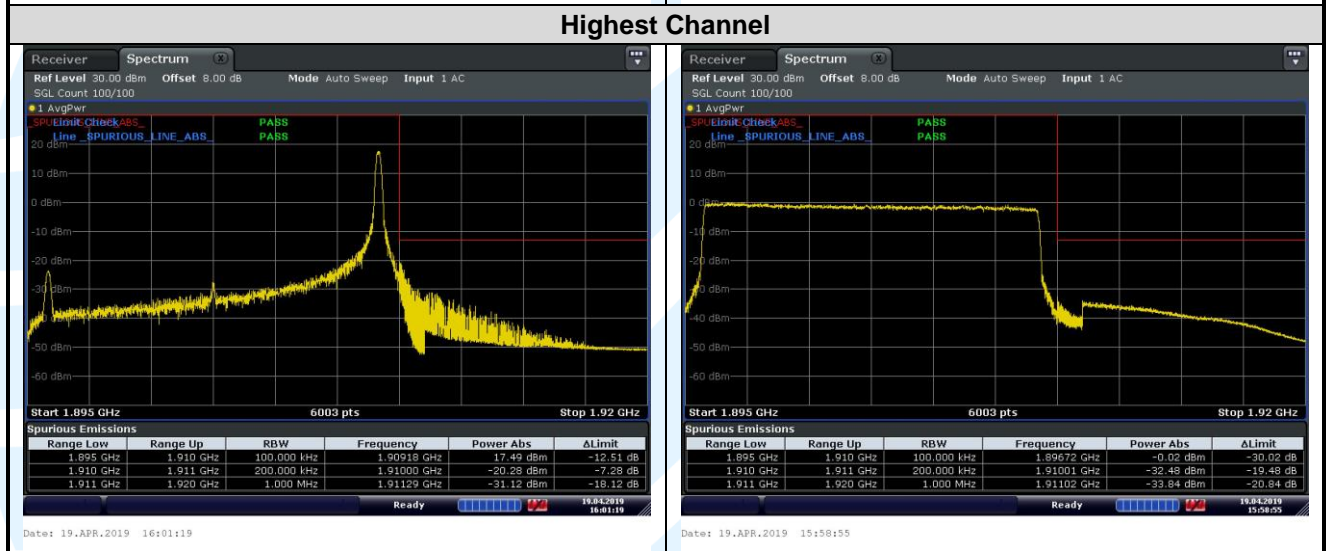 Highest Channel
Receiver Spectrum
Ref Level 30.00 dBm Offset 8.00 dB Mode Auto Sweep Input 1 AC
SGL Count 100/100
1 AvgPwr
Limit Check PASS
Line _SPURIOUS_LINE_ABS_ PASS
20 dBm
10 dBm
0 dBm
-10 dBm
-20 dBm
-30 dBm
-50 dBm
-60 dBm
Start 1.895 GHz 6003 pts Stop 1.92 GHz
Spurious Emissions
Range Low Range Up RBW Frequency Power Abs ΔLimit
1.895 GHz 1.910 GHz 100.000 kHz 1.90918 GHz 17.49 dBm -12.51 dB
1.910 GHz 1.911 GHz 200.000 kHz 1.91000 GHz -20.28 dBm -7.28 dB
1.911 GHz 1.920 GHz 1.000 MHz 1.91129 GHz -31.12 dBm -18.12 dB
Ready 19.04.2019
16:01:19
Date: 19.APR.2019 16:01:19
Receiver Spectrum
Ref Level 30.00 dBm Offset 8.00 dB Mode Auto Sweep Input 1 AC
SGL Count 100/100
1 AvgPwr
Limit Check PASS
Line _SPURIOUS_LINE_ABS_ PASS
20 dBm
10 dBm
0 dBm
-10 dBm
-20 dBm
-40 dBm
-50 dBm
-60 dBm
Start 1.895 GHz 6003 pts Stop 1.92 GHz
Spurious Emissions
Range Low Range Up RBW Frequency Power Abs ΔLimit
1.895 GHz 1.910 GHz 100.000 kHz 1.89672 GHz -0.02 dBm -30.02 dB
1.910 GHz 1.911 GHz 200.000 kHz 1.91001 GHz -32.48 dBm -19.48 dB
1.911 GHz 1.920 GHz 1.000 MHz 1.91102 GHz -33.84 dBm -20.84 dB
Ready 19.04.2019
15:58:55
Date: 19.APR.2019 15:58:55